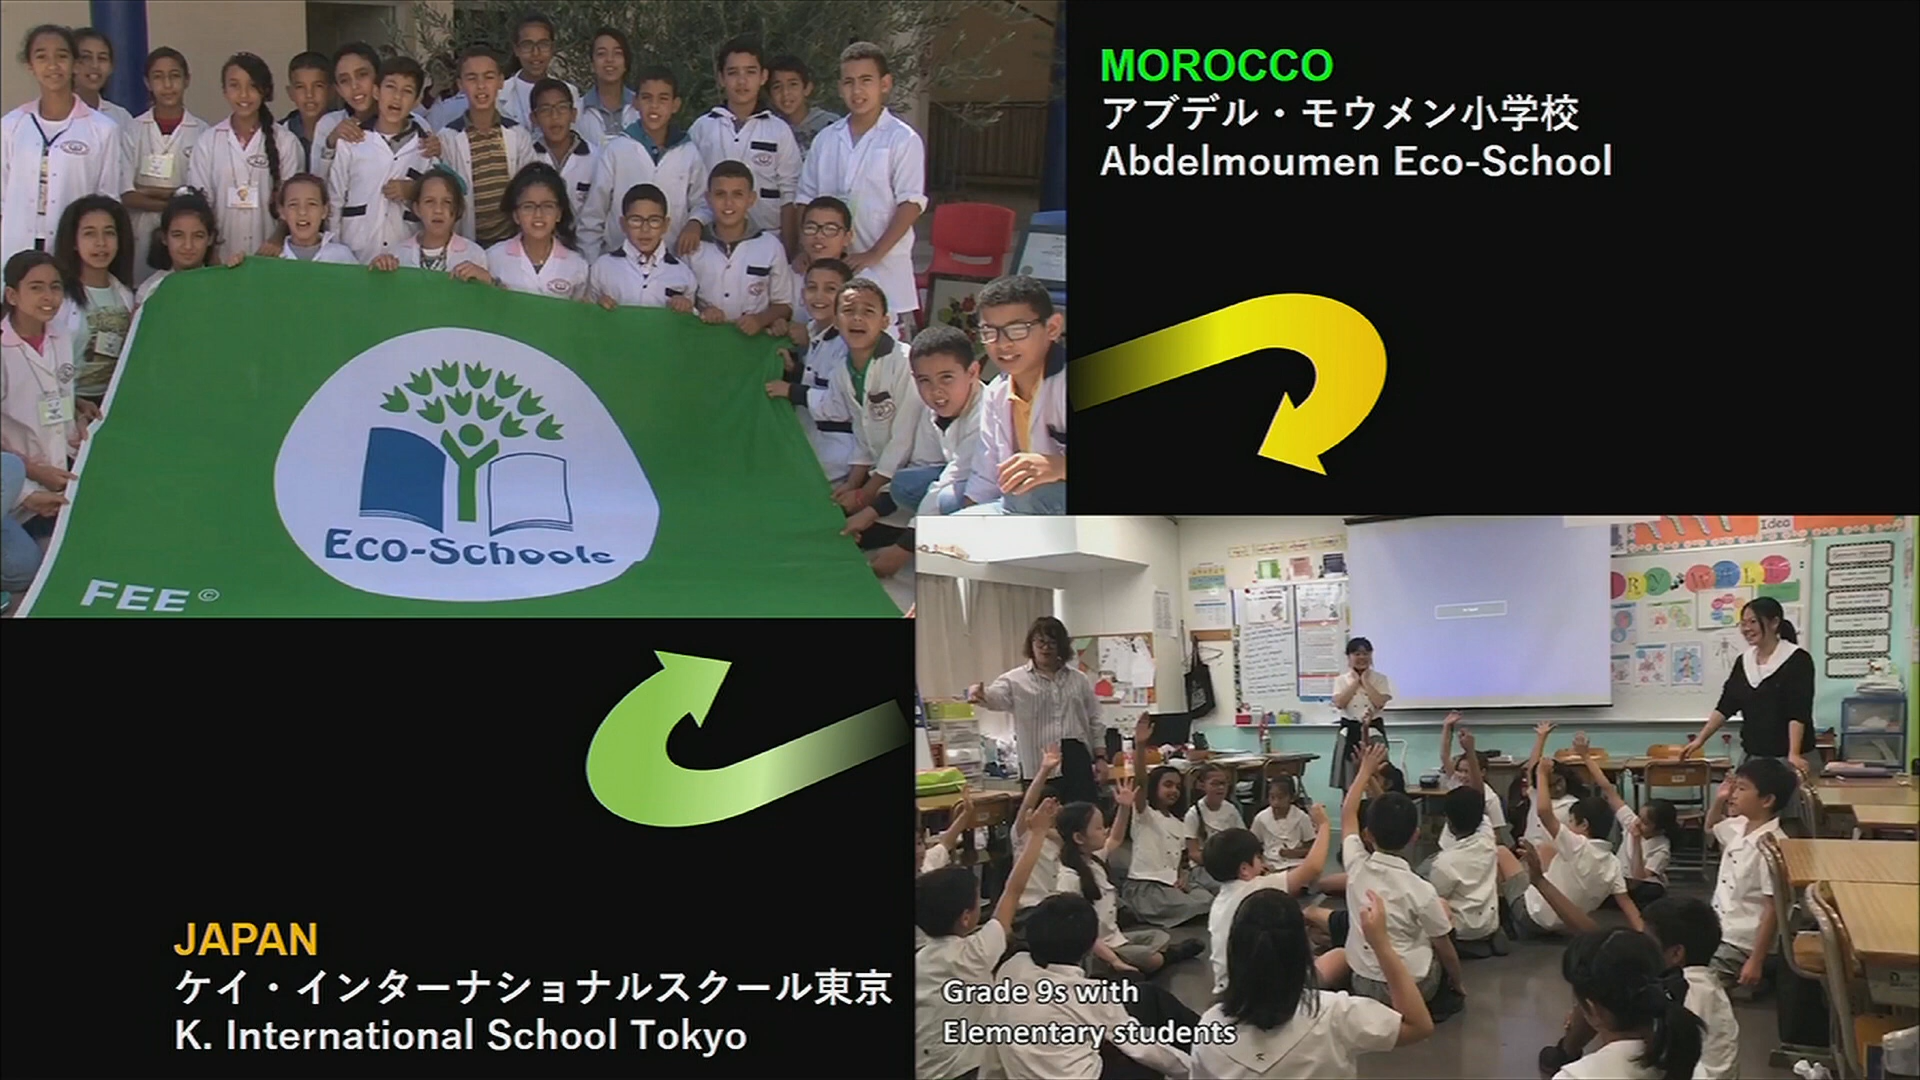 MOROCCO
アブデル・モウメン小学校
Abdelmoumen Eco-School
Eco-Schools
FEE©
Idea
JAPAN
ケイ・インターナショナルスクール東京
K. International School Tokyo
Grade 9s with
Elementary students